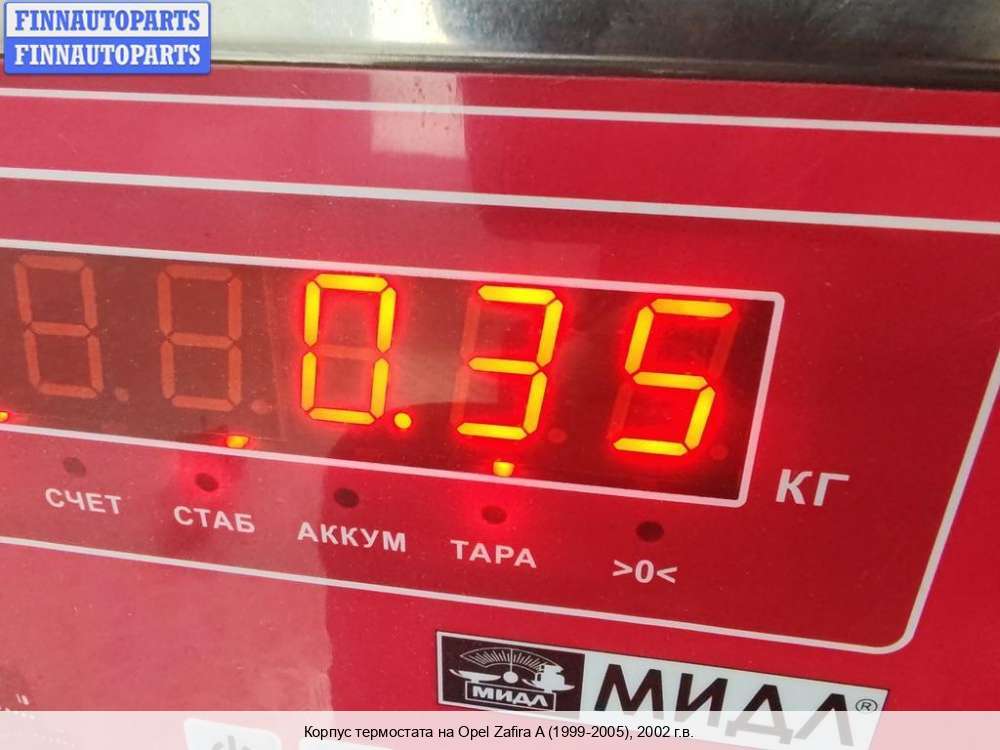 FINNAUTOPARTS
FINNAUTOPARTS
0.35
КГ
СЧЕТ СТАБ АККУМ ТАРА >0<
МИДЛ МИДЛ®
Корпус термостата на Opel Zafira A (1999-2005), 2002 г.в.